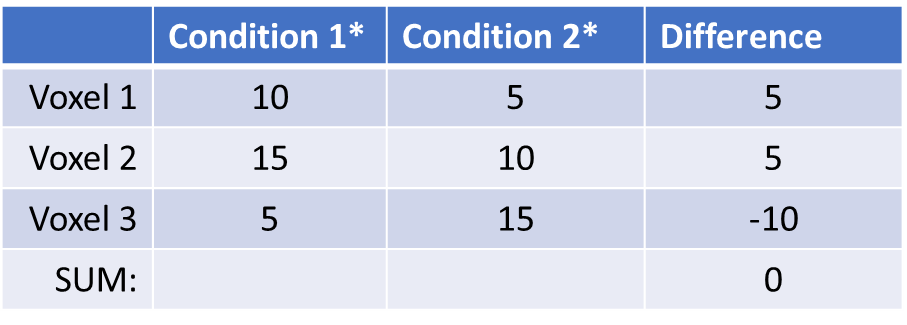 Condition 1* Condition 2* Difference
Voxel 1 10 5 5
Voxel 2 15 10 5
Voxel 3 5 15 -10
SUM: 0